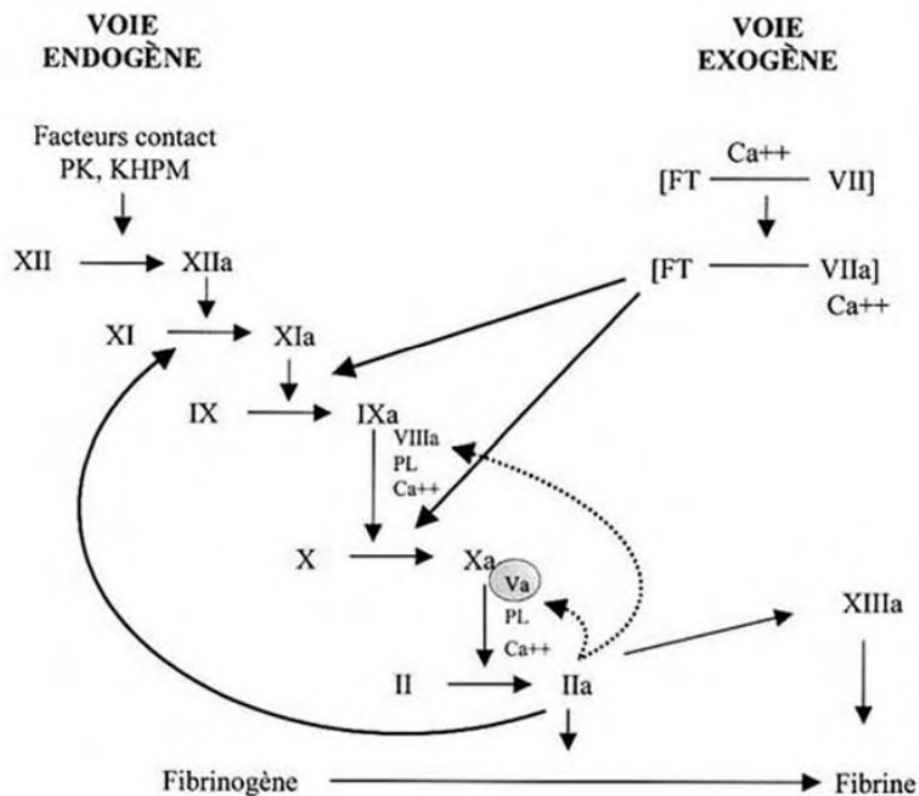 VOIE
ENDOGÈNE
VOIE
EXOGÈNE
Facteurs contact
PK, KHPM
Ca++
[FT VII]
XII XIIa
[FT VIIa]
Ca++
XI XIa
IX IXa
VIIIa
PL
Ca++
X Xa
Va
PL
Ca++
XIIIa
II IIa
Fibrinogène Fibrine